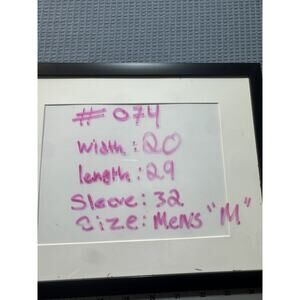 # 074
width: 20
length: 29
Sleeve: 32
Size: Mens "M"